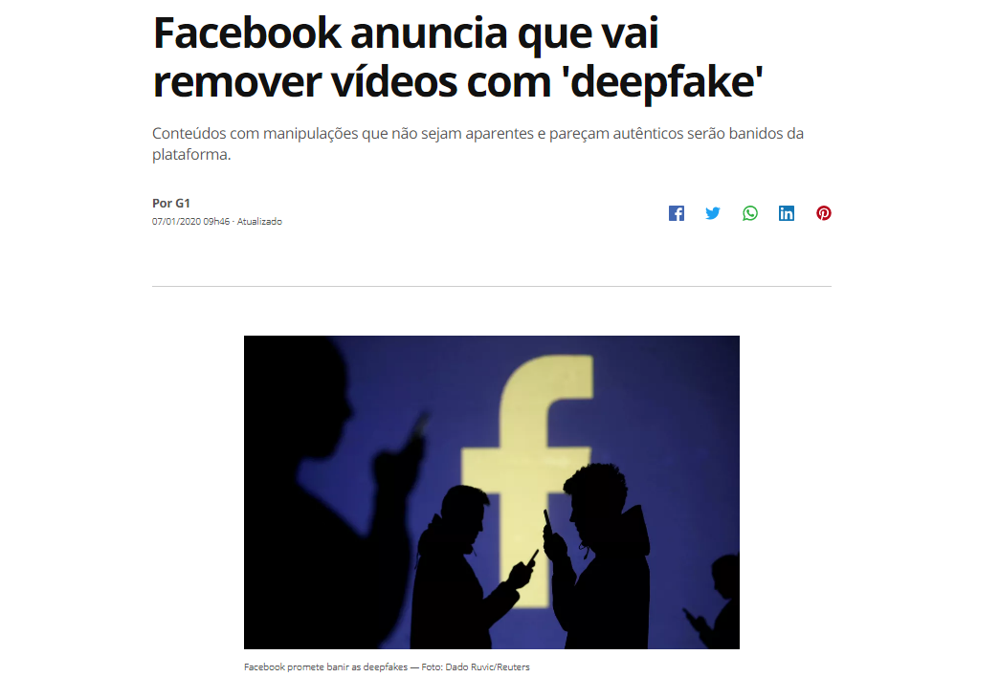 Facebook anuncia que vai
remover vídeos com 'deepfake'
Conteúdos com manipulações que não sejam aparentes e pareçam autênticos serão banidos da
plataforma.
Por G1
07/01/2020 09h46 · Atualizado
Facebook promete banir as deepfakes — Foto: Dado Ruvic/Reuters